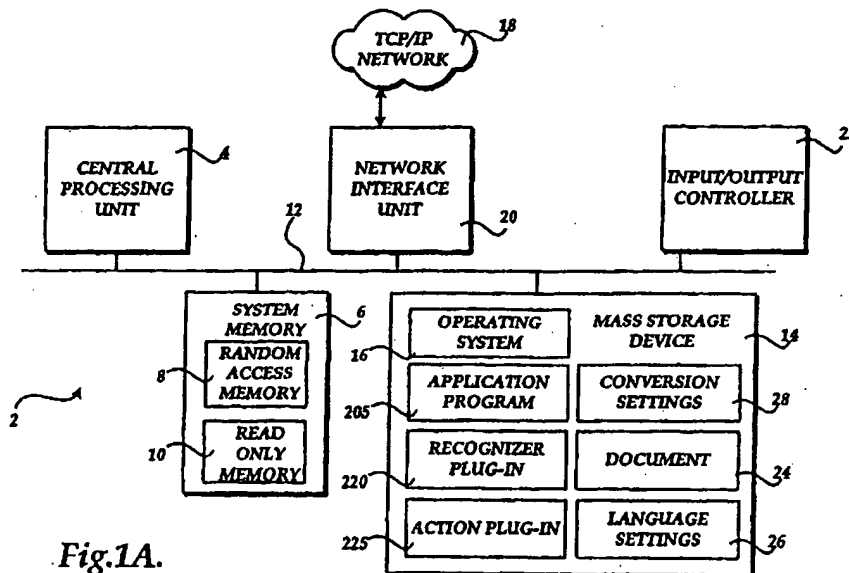 TCP/IP
NETWORK
18
CENTRAL
PROCESSING
UNIT
4
NETWORK
INTERFACE
UNIT
20
INPUT/OUTPUT
CONTROLLER
12
SYSTEM
MEMORY
6
RANDOM
ACCESS
MEMORY
8
READ
ONLY
MEMORY
10
2
OPERATING
SYSTEM
16
MASS STORAGE
DEVICE
14
APPLICATION
PROGRAM
205
CONVERSION
SETTINGS
28
RECOGNIZER
PLUG-IN
220
DOCUMENT
24
ACTION PLUG-IN
225
LANGUAGE
SETTINGS
26
Fig.1A.